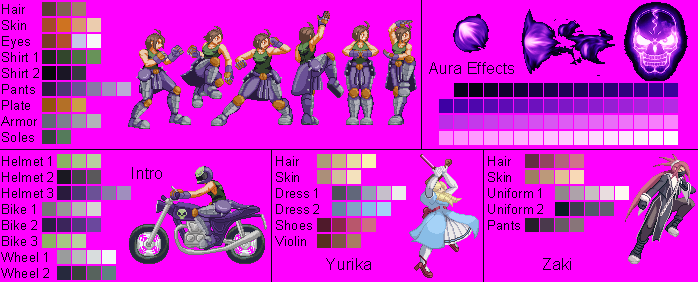 Hair
Skin
Eyes
Shirt 1
Shirt 2
Pants
Plate
Armor
Soles
Aura Effects
Helmet 1
Helmet 2
Helmet 3
Bike 1
Bike 2
Bike 3
Wheel 1
Wheel 2
Intro
Hair
Skin
Dress 1
Dress 2
Shoes
Violin
Yurika
Hair
Skin
Uniform 1
Uniform 2
Pants
Zaki